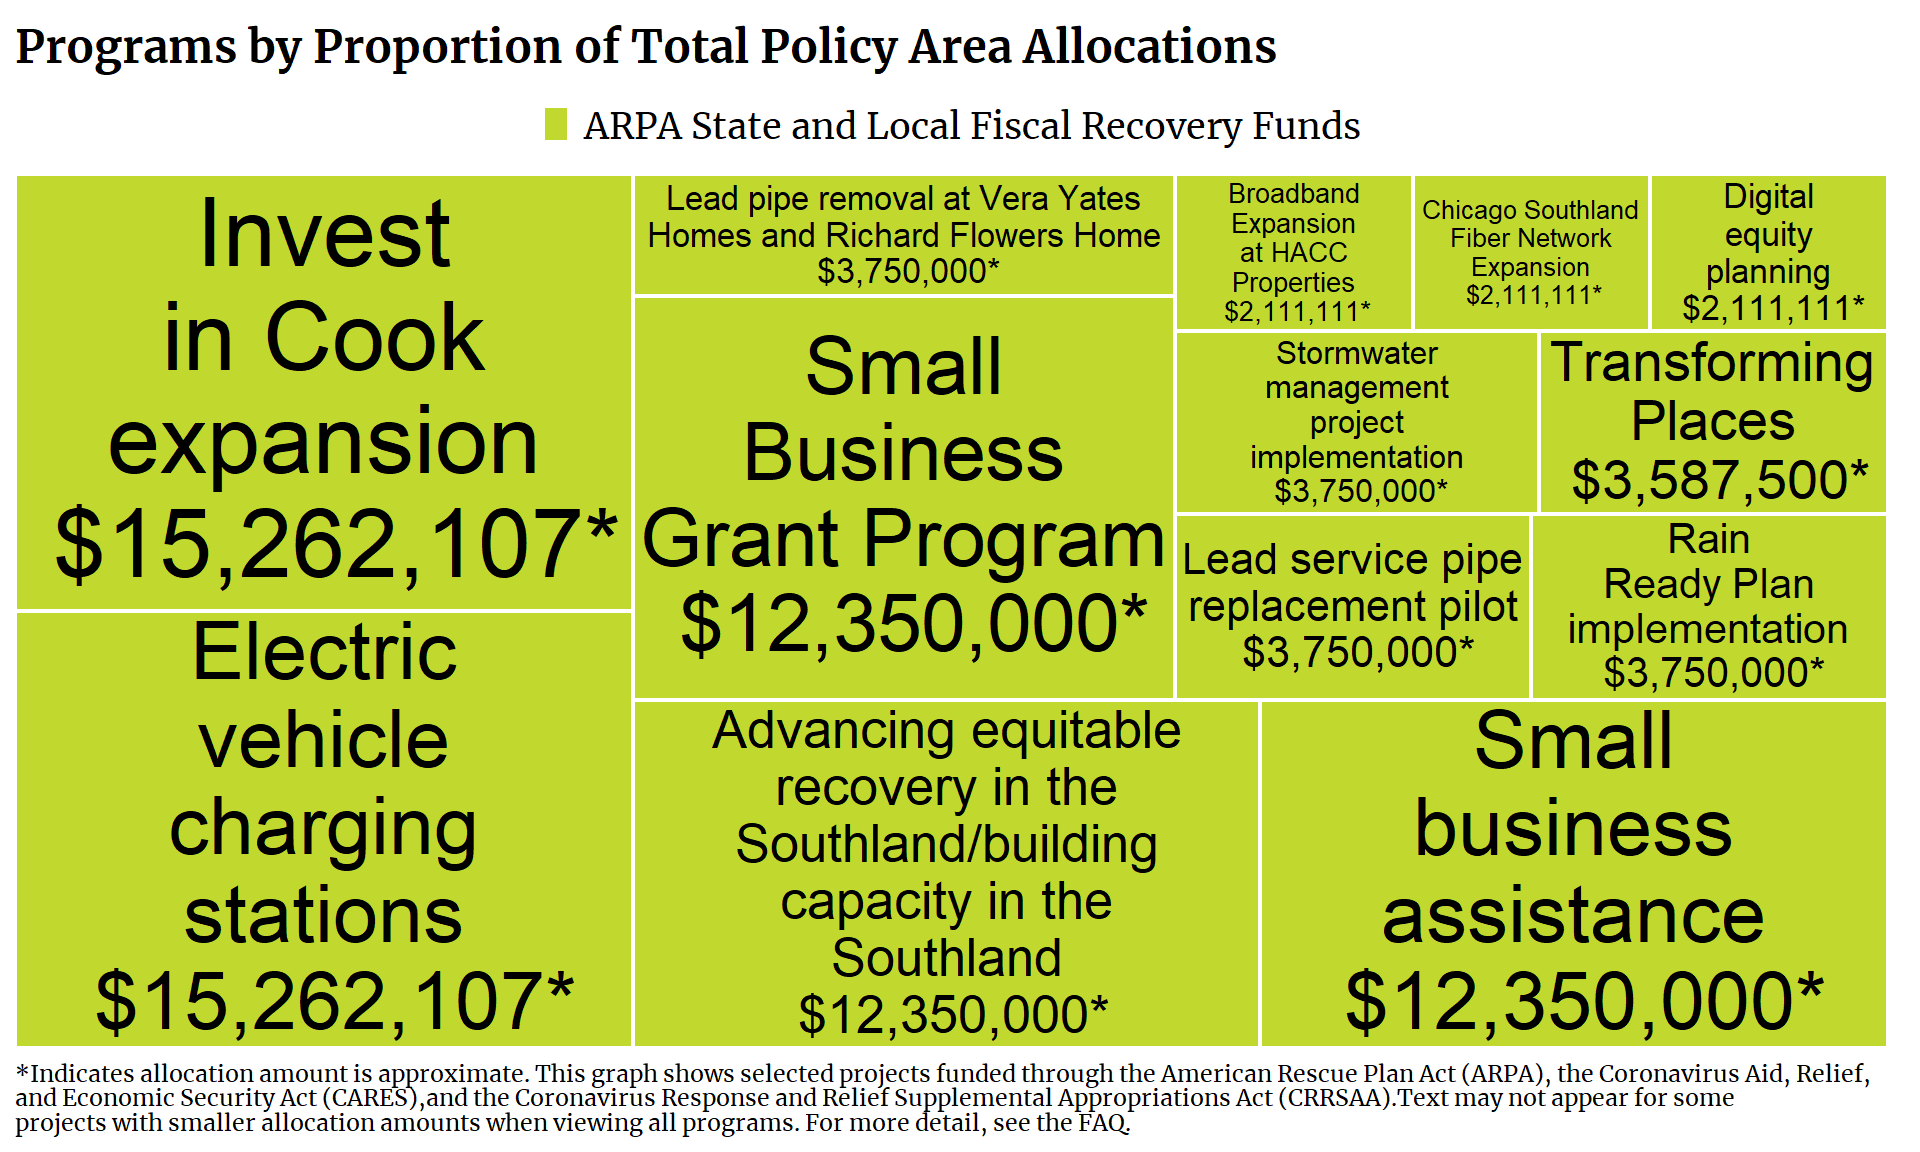 Programs by Proportion of Total Policy Area Allocations
ARPA State and Local Fiscal Recovery Funds
Invest
in Cook
expansion
$15,262,107*
Electric
vehicle
charging
stations
$15,262,107*
Lead pipe removal at Vera Yates
Homes and Richard Flowers Home
$3,750,000*
Small
Business
Grant Program
$12,350,000*
Broadband
Expansion
at HACC
Properties
$2,111,111*
Chicago Southland
Fiber Network
Expansion
$2,111,111*
Digital
equity
planning
$2,111,111*
Stormwater
management
project
implementation
$3,750,000*
Transforming
Places
$3,587,500*
Lead service pipe
replacement pilot
$3,750,000*
Rain
Ready Plan
implementation
$3,750,000*
Advancing equitable
recovery in the
Southland/building
capacity in the
Southland
$12,350,000*
Small
business
assistance
$12,350,000*
*Indicates allocation amount is approximate. This graph shows selected projects funded through the American Rescue Plan Act (ARPA), the Coronavirus Aid, Relief,
and Economic Security Act (CARES),and the Coronavirus Response and Relief Supplemental Appropriations Act (CRRSAA).Text may not appear for some
projects with smaller allocation amounts when viewing all programs. For more detail, see the FAQ.